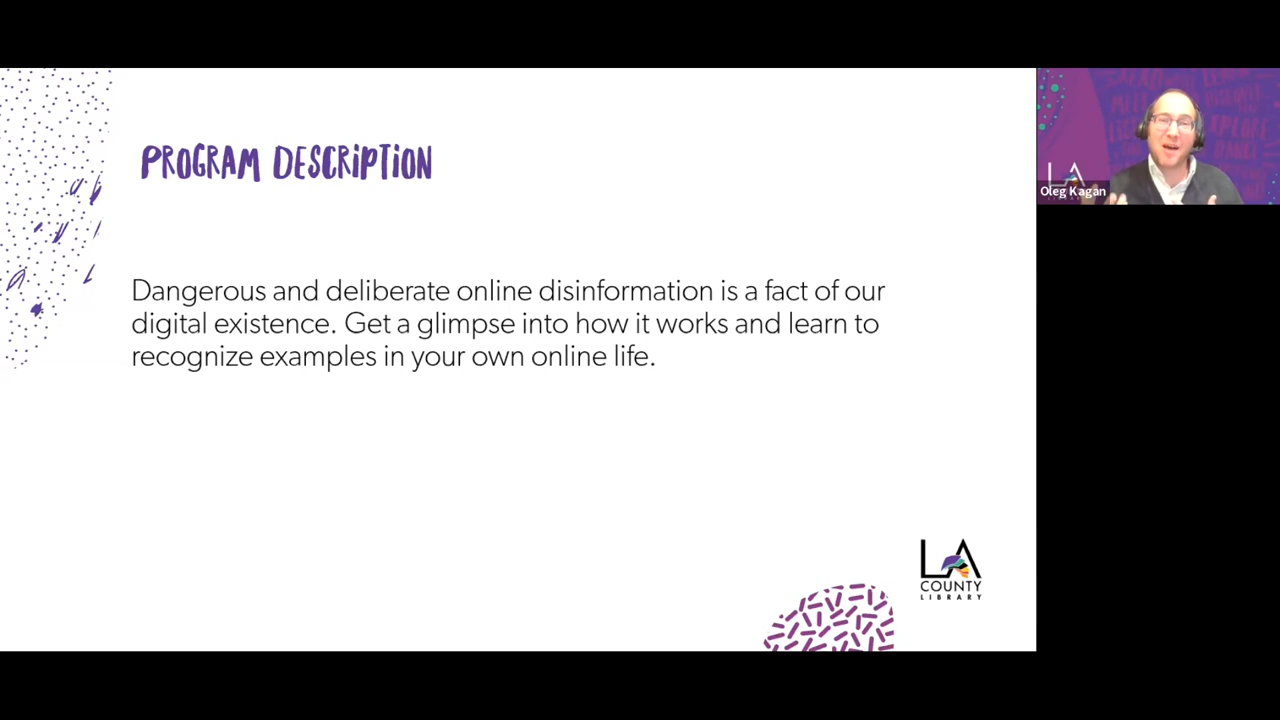 PROGRAM DESCRIPTION
Dangerous and deliberate online disinformation is a fact of our
digital existence. Get a glimpse into how it works and learn to
recognize examples in your own online life.
LA
COUNTY
LIBRARY
LA
Oleg Kagan